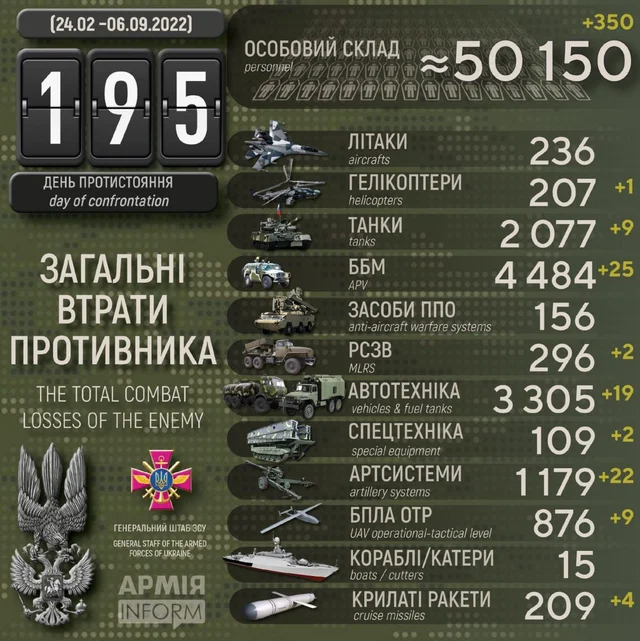 (24.02 –06.09.2022)
195
ДЕНЬ ПРОТИСТОЯННЯ
day of confrontation
ЗАГАЛЬНІ
ВТРАТИ
ПРОТИВНИКА
THE TOTAL COMBAT
LOSSES OF THE ENEMY
ГЕНЕРАЛЬНИЙ ШТАБ ЗСУ
GENERAL STAFF OF THE ARMED
FORCES OF UKRAINE
АРМІЯ
INFORM
+350
ОСОБОВИЙ СКЛАД ≈50 150
personnel
ЛІТАКИ 236
aircrafts
ГЕЛІКОПТЕРИ 207 +1
helicopters
ТАНКИ 2 077 +9
tanks
ББМ 4 484 +25
APV
ЗАСОБИ ППО 156
anti-aircraft warfare systems
РСЗВ 296 +2
MLRS
АВТОТЕХНІКА 3 305 +19
vehicles & fuel tanks
СПЕЦТЕХНІКА 109 +2
special equipment
АРТСИСТЕМИ 1 179 +22
artillery systems
БПЛА ОТР 876 +9
UAV operational-tactical level
КОРАБЛІ/КАТЕРИ 15
boats / cutters
КРИЛАТІ РАКЕТИ 209 +4
cruise missiles